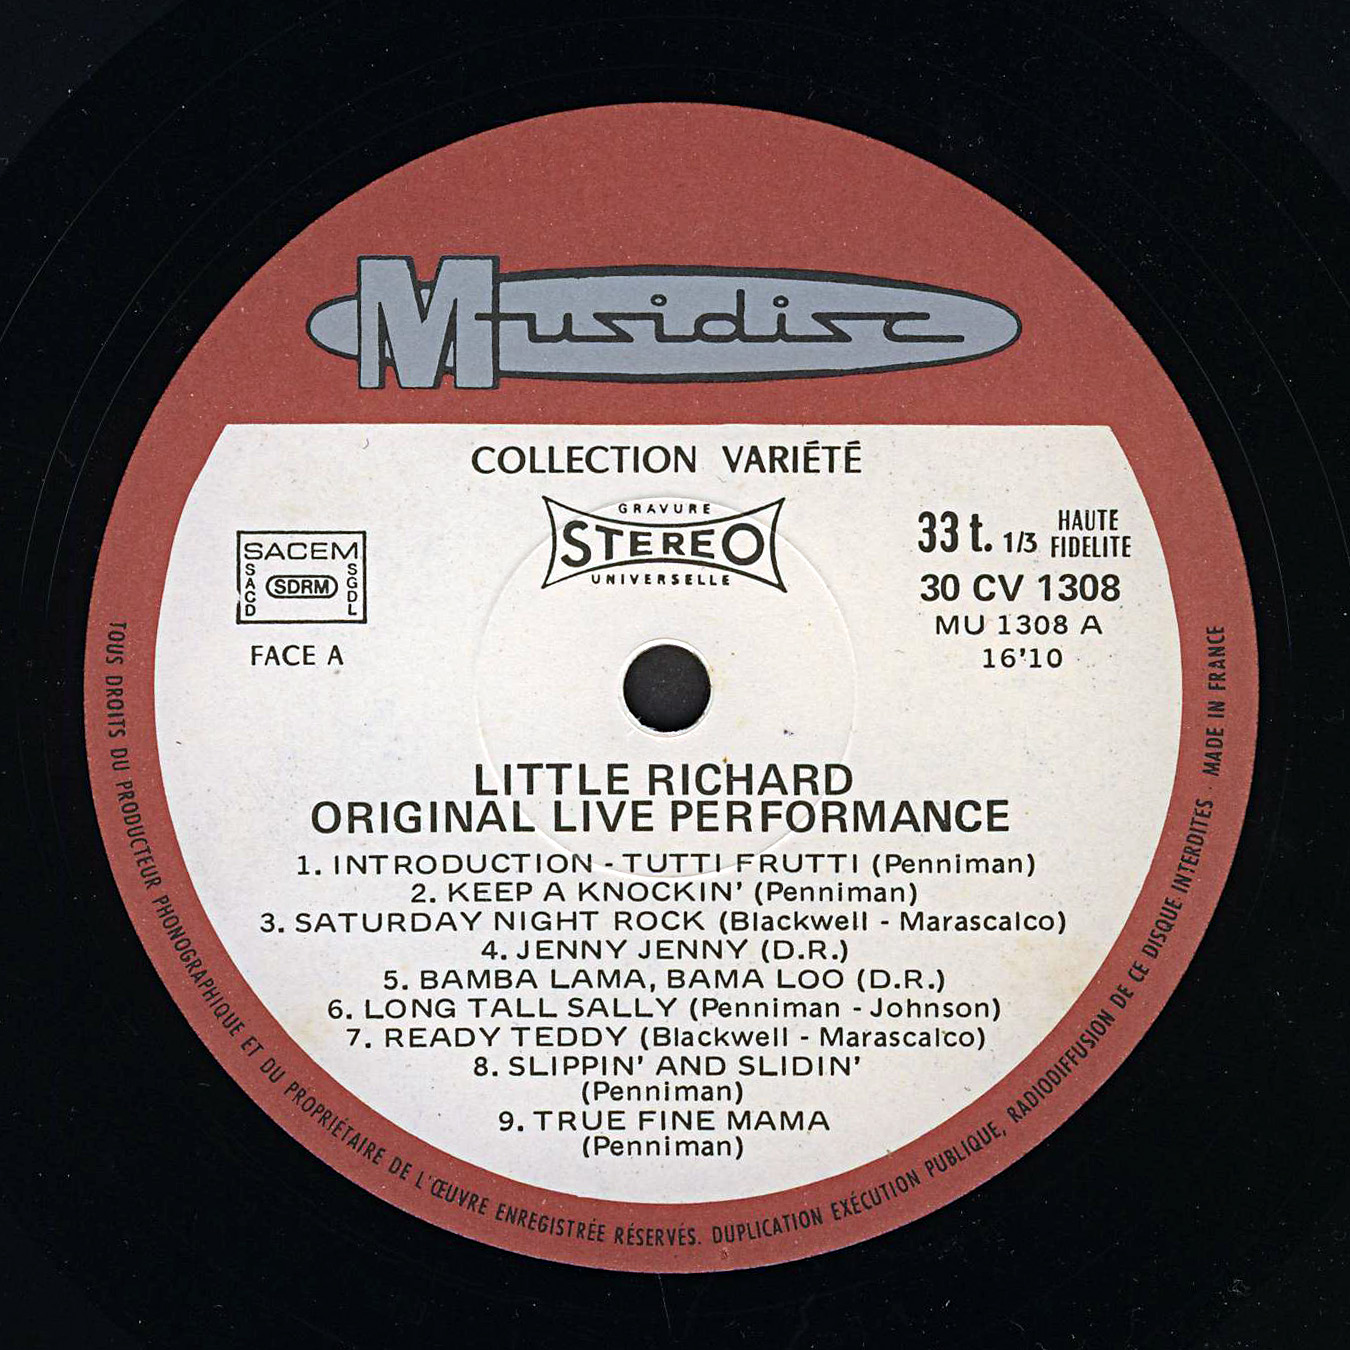 Musidisc
COLLECTION VARIÉTÉ
GRAVURE
STEREO
UNIVERSELLE
SACEM
SACD
SDRM
SGDL
FACE A
33 t. 1/3 HAUTE FIDELITE
30 CV 1308
MU 1308 A
16'10
LITTLE RICHARD
ORIGINAL LIVE PERFORMANCE
1. INTRODUCTION - TUTTI FRUTTI (Penniman)
2. KEEP A KNOCKIN' (Penniman)
3. SATURDAY NIGHT ROCK (Blackwell - Marascalco)
4. JENNY JENNY (D.R.)
5. BAMBA LAMA, BAMA LOO (D.R.)
6. LONG TALL SALLY (Penniman - Johnson)
7. READY TEDDY (Blackwell - Marascalco)
8. SLIPPIN' AND SLIDIN'
(Penniman)
9. TRUE FINE MAMA
(Penniman)
TOUS DROITS DU PRODUCTEUR PHONOGRAPHIQUE ET DU PROPRIÉTAIRE DE L'ŒUVRE ENREGISTRÉE RÉSERVÉS. DUPLICATION EXÉCUTION PUBLIQUE, RADIODIFFUSION DE CE DISQUE INTERDITES · MADE IN FRANCE